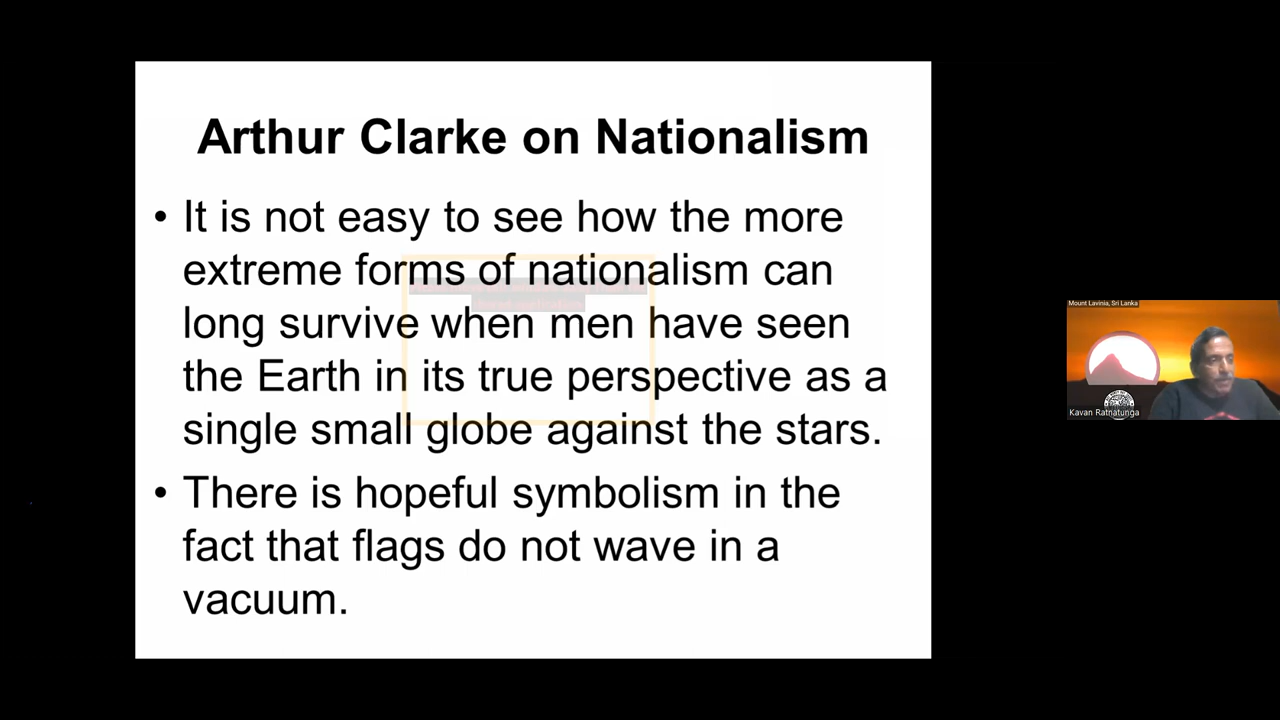 Arthur Clarke on Nationalism
• It is not easy to see how the more
extreme forms of nationalism can
long survive when men have seen
the Earth in its true perspective as a
single small globe against the stars.
• There is hopeful symbolism in the
fact that flags do not wave in a
vacuum.
Mount Lavinia, Sri Lanka
Kavan Ratnatunga